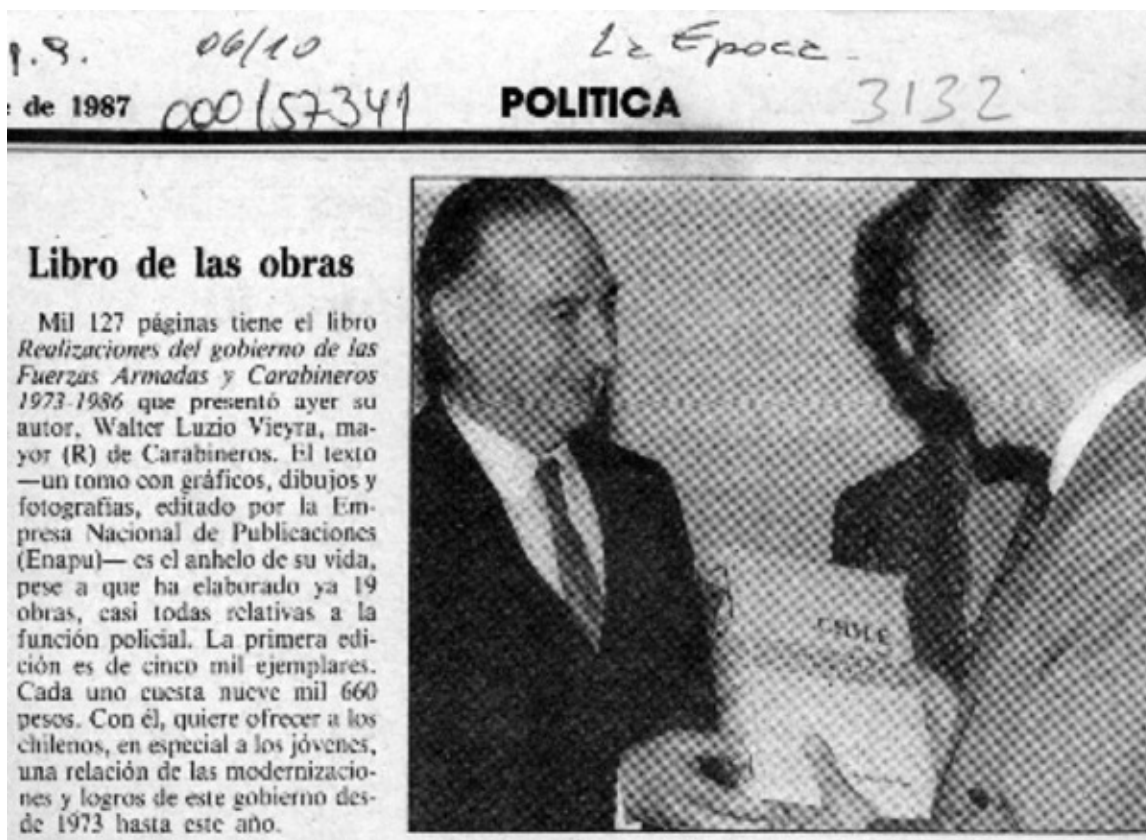 p. 9. 06/10 La Epoca
e de 1987 000157341 POLITICA 3132
Libro de las obras
Mil 127 páginas tiene el libro
Realizaciones del gobierno de las
Fuerzas Armadas y Carabineros
1973-1986 que presentó ayer su
autor, Walter Luzio Vieyra, ma-
yor (R) de Carabineros. El texto
—un tomo con gráficos, dibujos y
fotografías, editado por la Em-
presa Nacional de Publicaciones
(Enapu)— es el anhelo de su vida,
pese a que ha elaborado ya 19
obras, casi todas relativas a la
función policial. La primera edi-
ción es de cinco mil ejemplares.
Cada uno cuesta nueve mil 660
pesos. Con él, quiere ofrecer a los
chilenos, en especial a los jóvenes,
una relación de las modernizacio-
nes y logros de este gobierno des-
de 1973 hasta este año.
CHILE